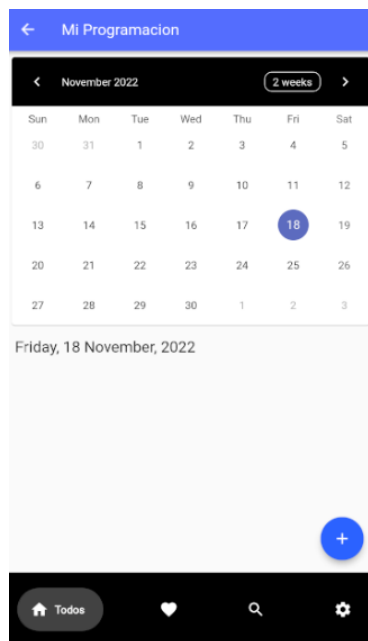 Mi Programacion
November 2022 2 weeks
Sun Mon Tue Wed Thu Fri Sat
30 31 1 2 3 4 5
6 7 8 9 10 11 12
13 14 15 16 17 18 19
20 21 22 23 24 25 26
27 28 29 30 1 2 3
Friday, 18 November, 2022
Todos